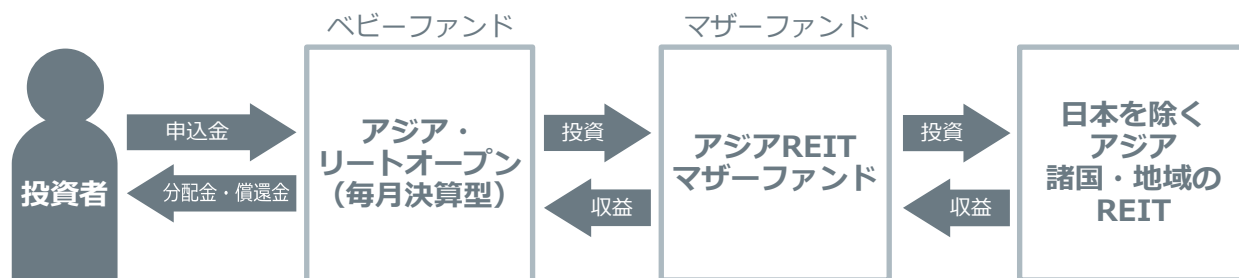 ベビーファンド
マザーファンド
投資者
申込金
分配金・償還金
アジア・
リートオープン
（毎月決算型）
投資
収益
アジアREIT
マザーファンド
投資
収益
日本を除く
アジア
諸国・地域の
REIT